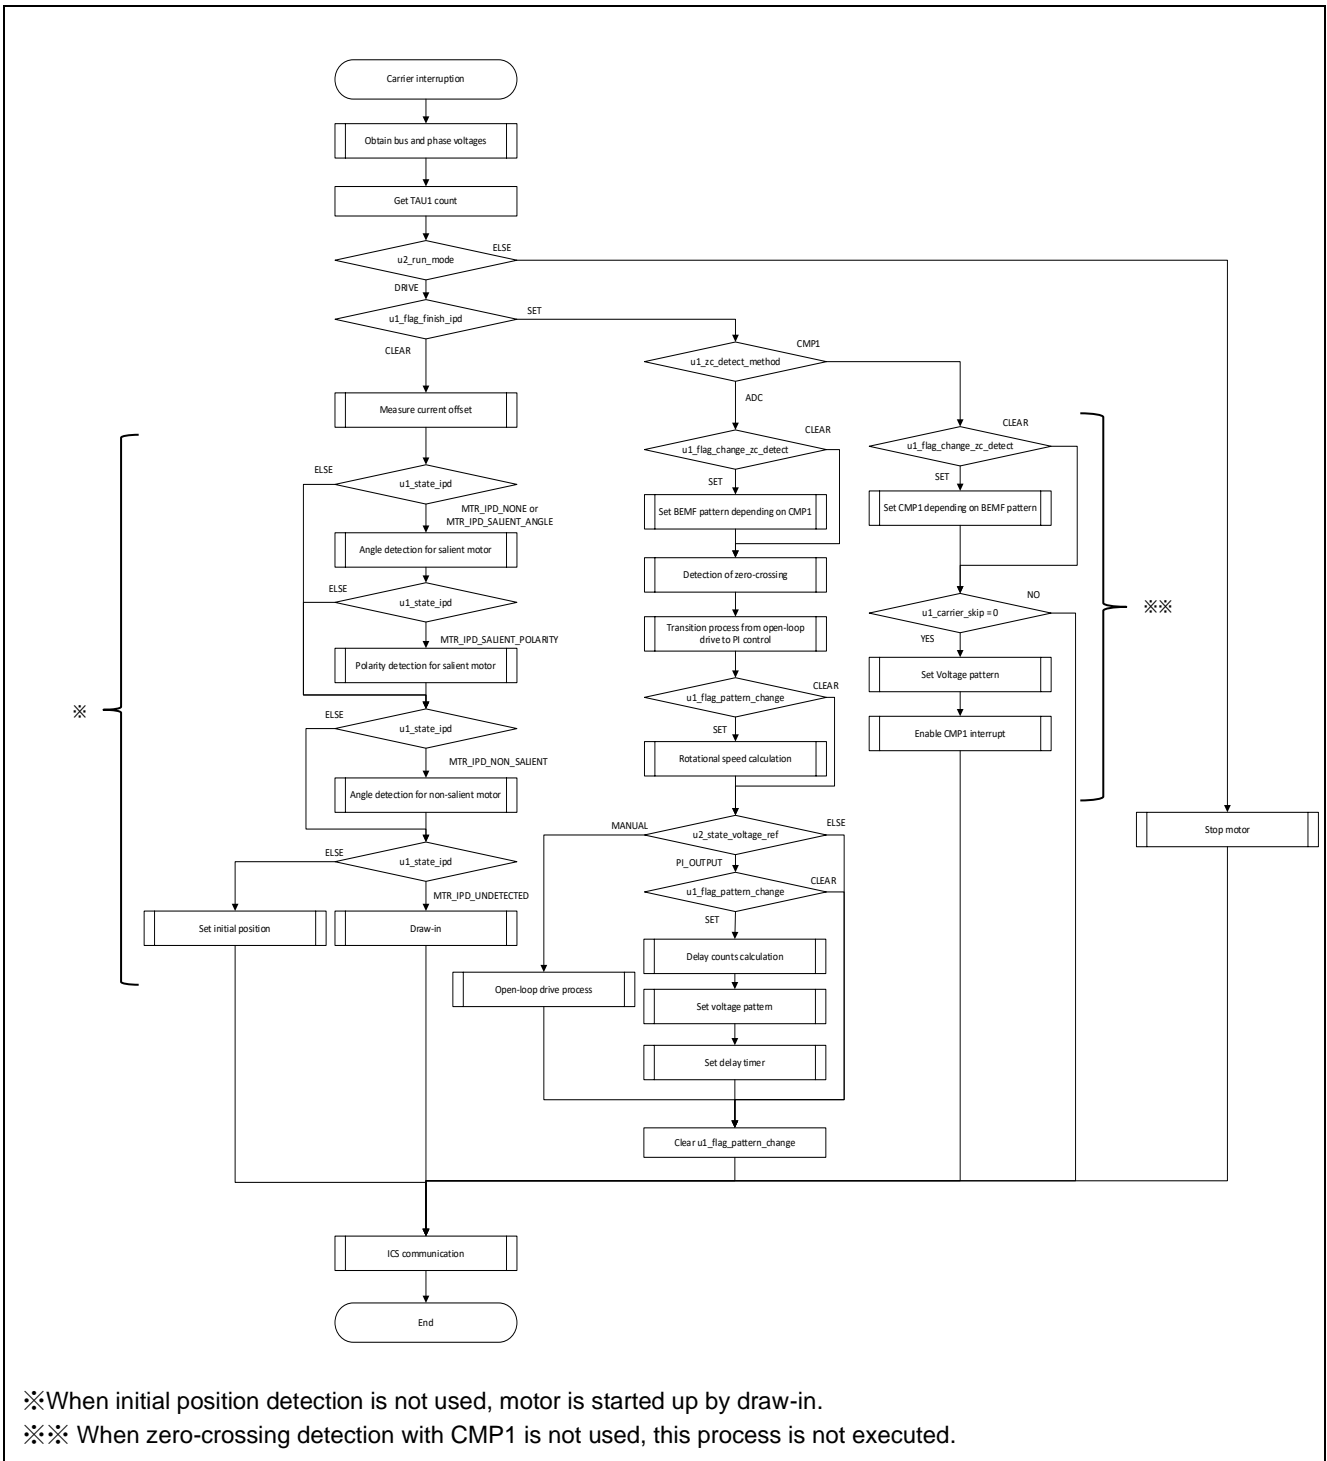 Carrier interruption
Obtain bus and phase voltages
Get TAU1 count
ELSE
u2_run_mode
DRIVE
SET
u1_flag_finish_ipd
CLEAR
CMP1
u1_zc_detect_method
ADC
Measure current offset
CLEAR
u1_flag_change_zc_detect
SET
CLEAR
u1_flag_change_zc_detect
SET
ELSE
u1_state_ipd
MTR_IPD_NONE or
MTR_IPD_SALIENT_ANGLE
Set BEMF pattern depending on CMP1
Set CMP1 depending on BEMF pattern
Angle detection for salient motor
Detection of zero-crossing
ELSE
u1_state_ipd
NO
u1_carrier_skip = 0
YES
※※
MTR_IPD_SALIENT_POLARITY
Transition process from open-loop
drive to PI control
Polarity detection for salient motor
Set Voltage pattern
CLEAR
u1_flag_pattern_change
SET
※
ELSE
u1_state_ipd
Enable CMP1 interrupt
MTR_IPD_NON_SALIENT
Rotational speed calculation
Angle detection for non-salient motor
MANUAL
u2_state_voltage_ref
ELSE
PI_OUTPUT
Stop motor
ELSE
u1_state_ipd
MTR_IPD_UNDETECTED
CLEAR
u1_flag_pattern_change
SET
Set initial position
Draw-in
Delay counts calculation
Open-loop drive process
Set voltage pattern
Set delay timer
Clear u1_flag_pattern_change
ICS communication
End
※When initial position detection is not used, motor is started up by draw-in.
※※ When zero-crossing detection with CMP1 is not used, this process is not executed.